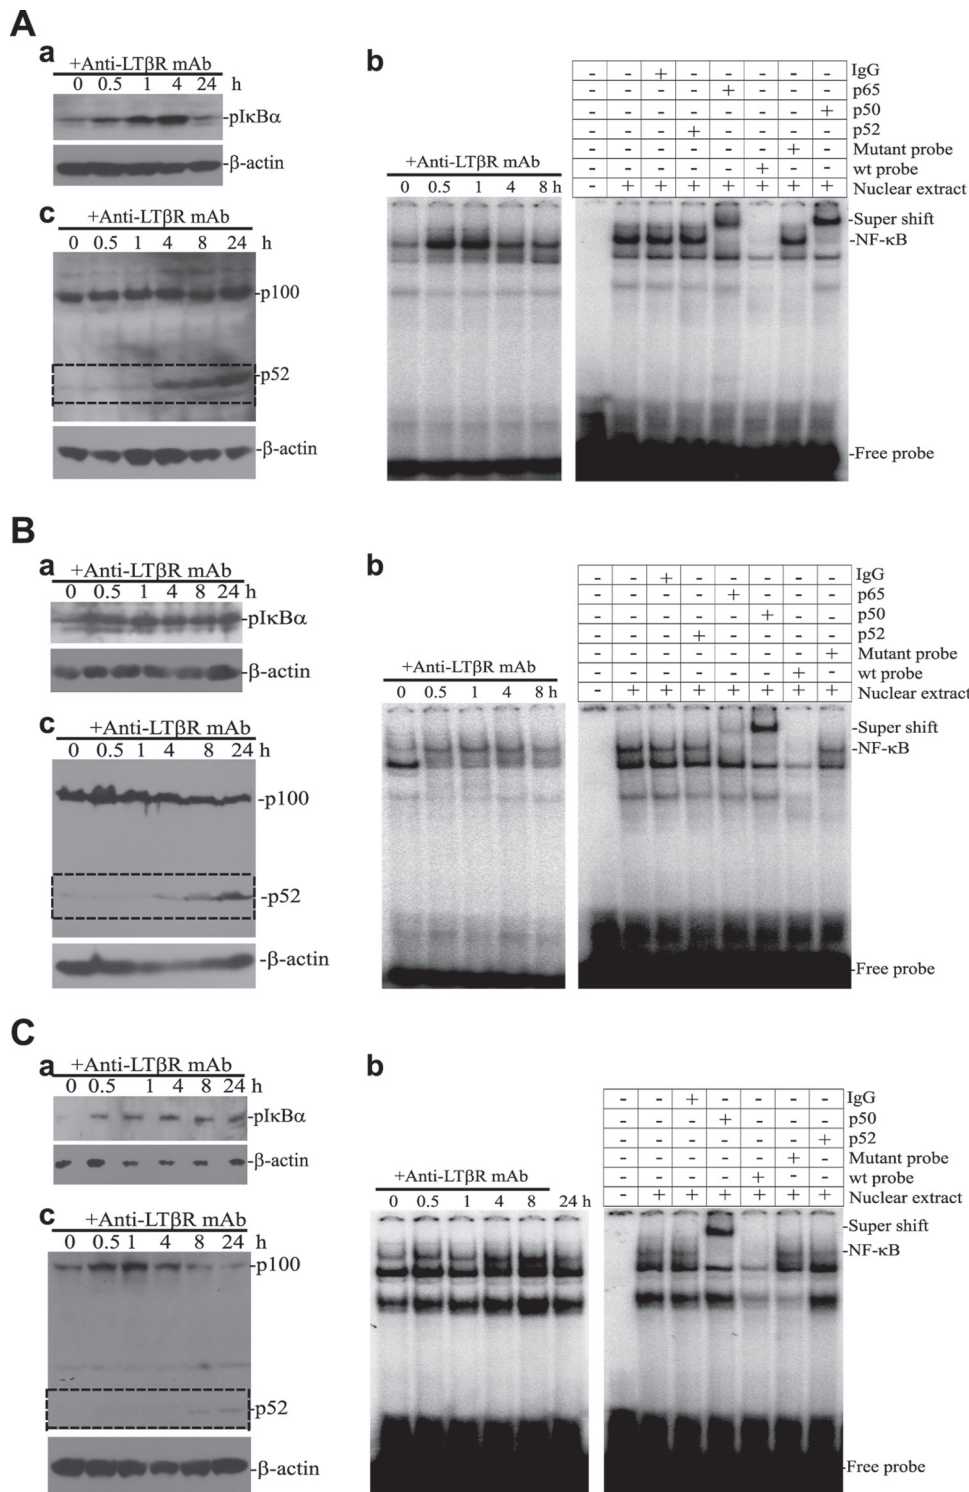 A
a
+Anti-LTβR mAb
0 0.5 1 4 24 h
-pIκBα
-β-actin
c
+Anti-LTβR mAb
0 0.5 1 4 8 24 h
-p100
-p52
-β-actin
b
+Anti-LTβR mAb
0 0.5 1 4 8 h
- - + - - - - - IgG
- - - - + - - - p65
- - - - - - - + p50
- - - + - - - - p52
- - - - - - + - Mutant probe
- - - - - + - - wt probe
- + + + + + + + Nuclear extract
-Super shift
-NF-κB
-Free probe
B
a
+Anti-LTβR mAb
0 0.5 1 4 8 24 h
-pIκBα
-β-actin
c
+Anti-LTβR mAb
0 0.5 1 4 8 24 h
-p100
-p52
-β-actin
b
+Anti-LTβR mAb
0 0.5 1 4 8 h
- - + - - - - - IgG
- - - - + - - - p65
- - - - - + - - p50
- - - + - - - - p52
- - - - - - - + Mutant probe
- - - - - - + - wt probe
- + + + + + + + Nuclear extract
-Super shift
-NF-κB
-Free probe
C
a
+Anti-LTβR mAb
0 0.5 1 4 8 24 h
-pIκBα
-β-actin
c
+Anti-LTβR mAb
0 0.5 1 4 8 24 h
-p100
-p52
-β-actin
b
+Anti-LTβR mAb
0 0.5 1 4 8 24 h
- - + - - - - IgG
- - - + - - - p50
- - - - - - + p52
- - - - - + - Mutant probe
- - - - + - - wt probe
- + + + + + + Nuclear extract
-Super shift
-NF-κB
-Free probe